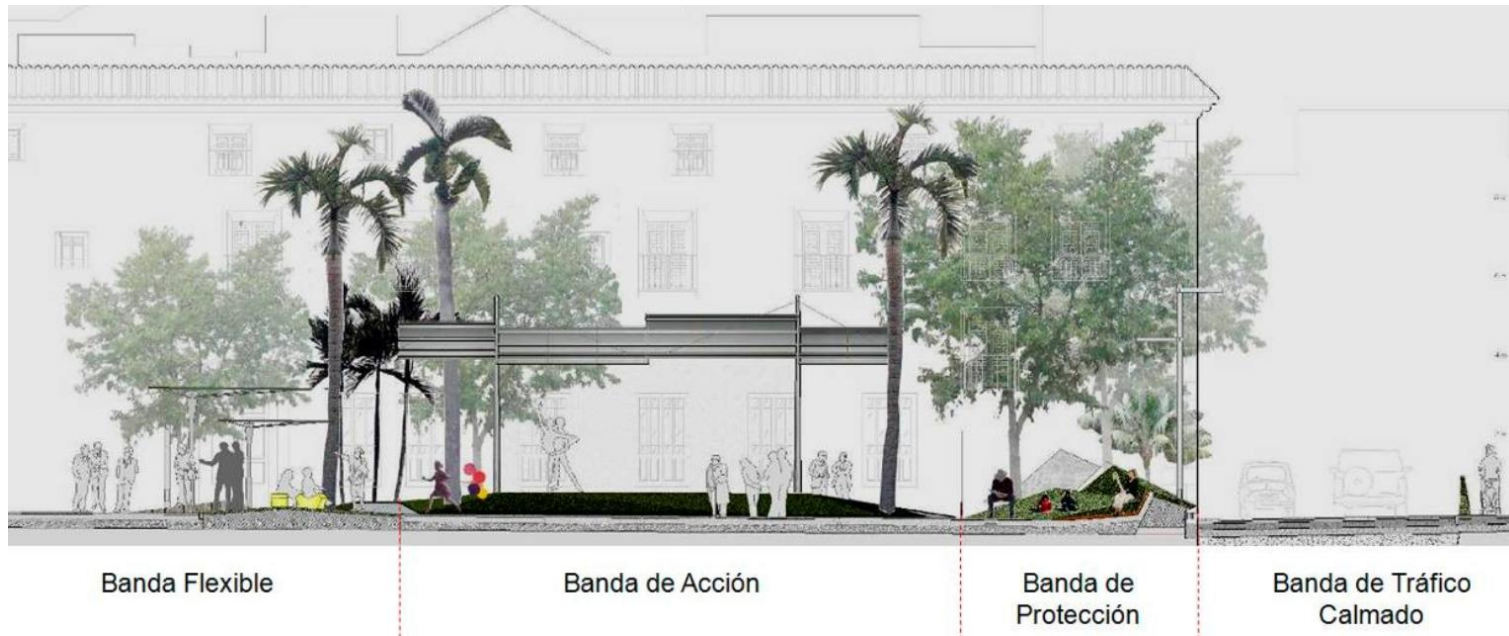 Banda Flexible
Banda de Acción
Banda de
Protección
Banda de Tráfico
Calmado